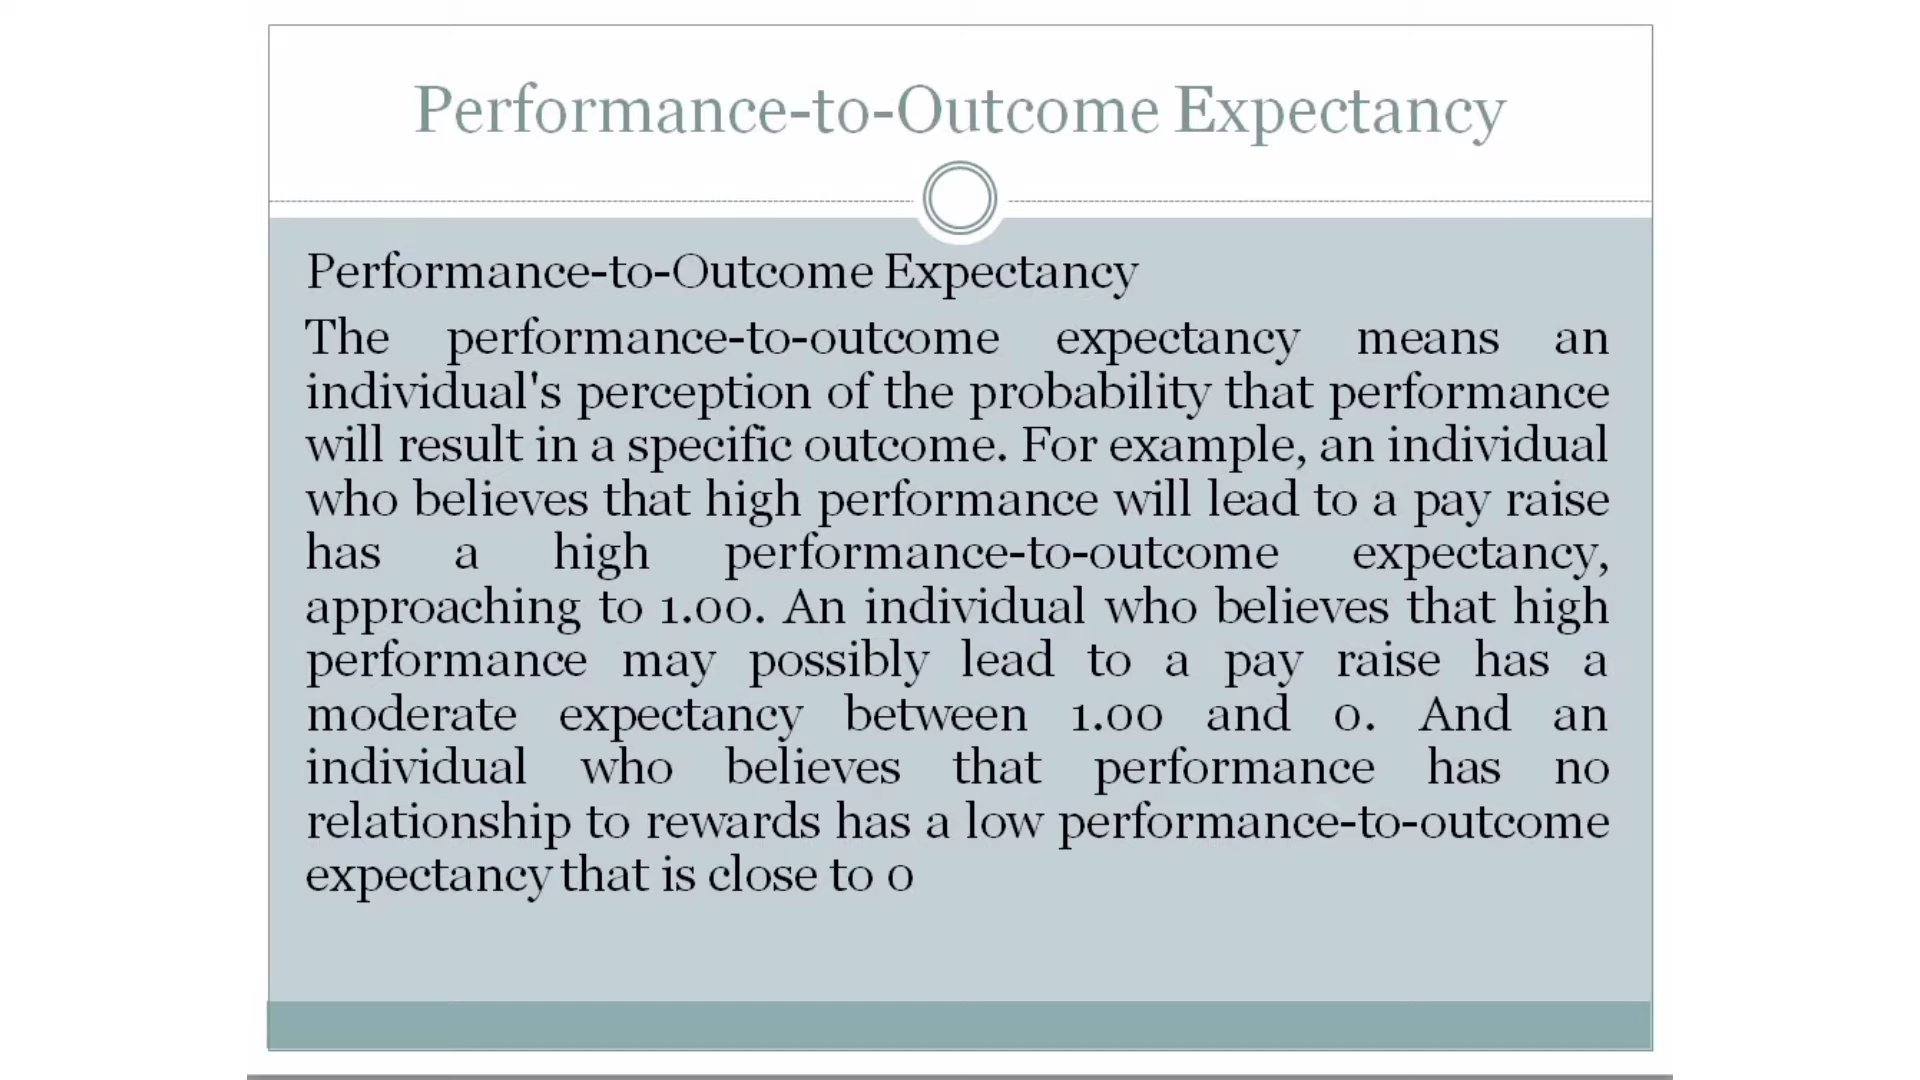 Performance-to-Outcome Expectancy
Performance-to-Outcome Expectancy
The performance-to-outcome expectancy means an
individual's perception of the probability that performance
will result in a specific outcome. For example, an individual
who believes that high performance will lead to a pay raise
has a high performance-to-outcome expectancy,
approaching to 1.00. An individual who believes that high
performance may possibly lead to a pay raise has a
moderate expectancy between 1.00 and 0. And an
individual who believes that performance has no
relationship to rewards has a low performance-to-outcome
expectancy that is close to 0